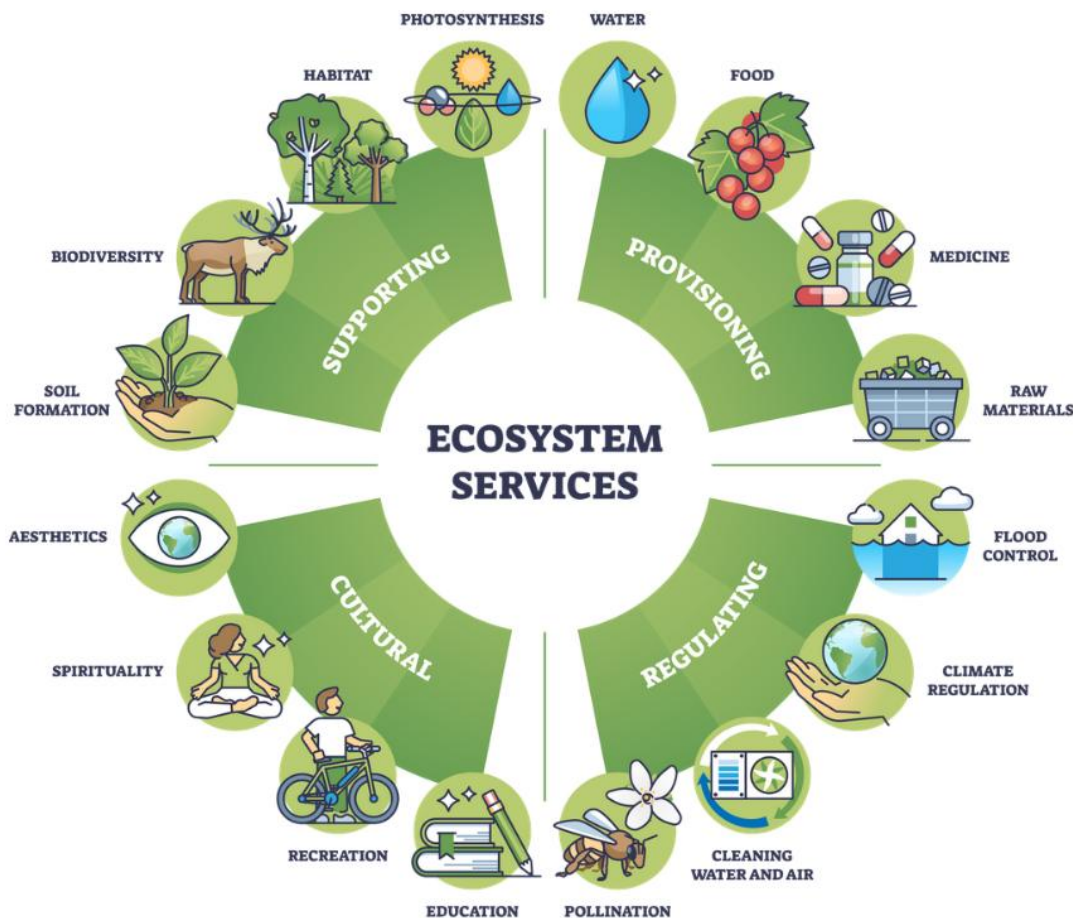 PHOTOSYNTHESIS
WATER
HABITAT
FOOD
BIODIVERSITY
MEDICINE
SUPPORTING
PROVISIONING
SOIL
FORMATION
RAW
MATERIALS
ECOSYSTEM
SERVICES
AESTHETICS
FLOOD
CONTROL
CULTURAL
REGULATING
SPIRITUALITY
CLIMATE
REGULATION
RECREATION
CLEANING
WATER AND AIR
EDUCATION
POLLINATION